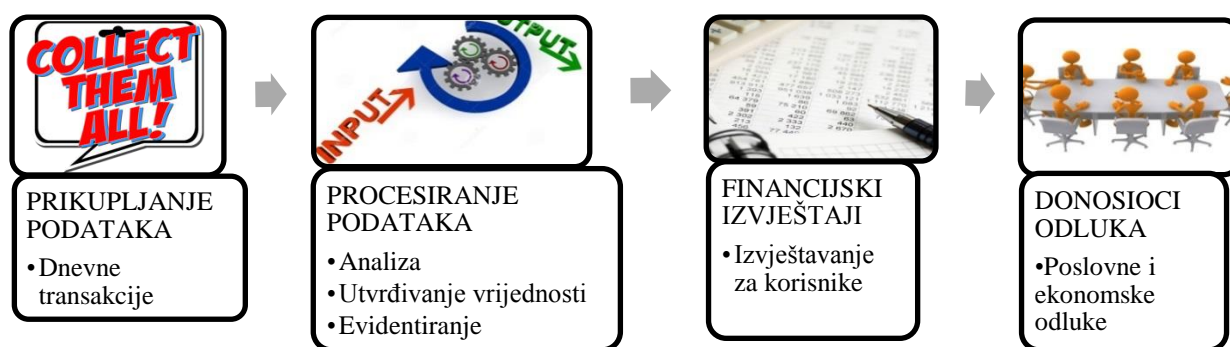 COLLECT
THEM
ALL!
PRIKUPLJANJE
PODATAKA
•Dnevne
transakcije
INPUT
PROCESIRANJE
PODATAKA
•Analiza
•Utvrđivanje vrijednosti
•Evidentiranje
FINANCIJSKI
IZVJEŠTAJI
•Izvještavanje
za korisnike
DONOSIOCI
ODLUKA
•Poslovne i
ekonomske
odluke